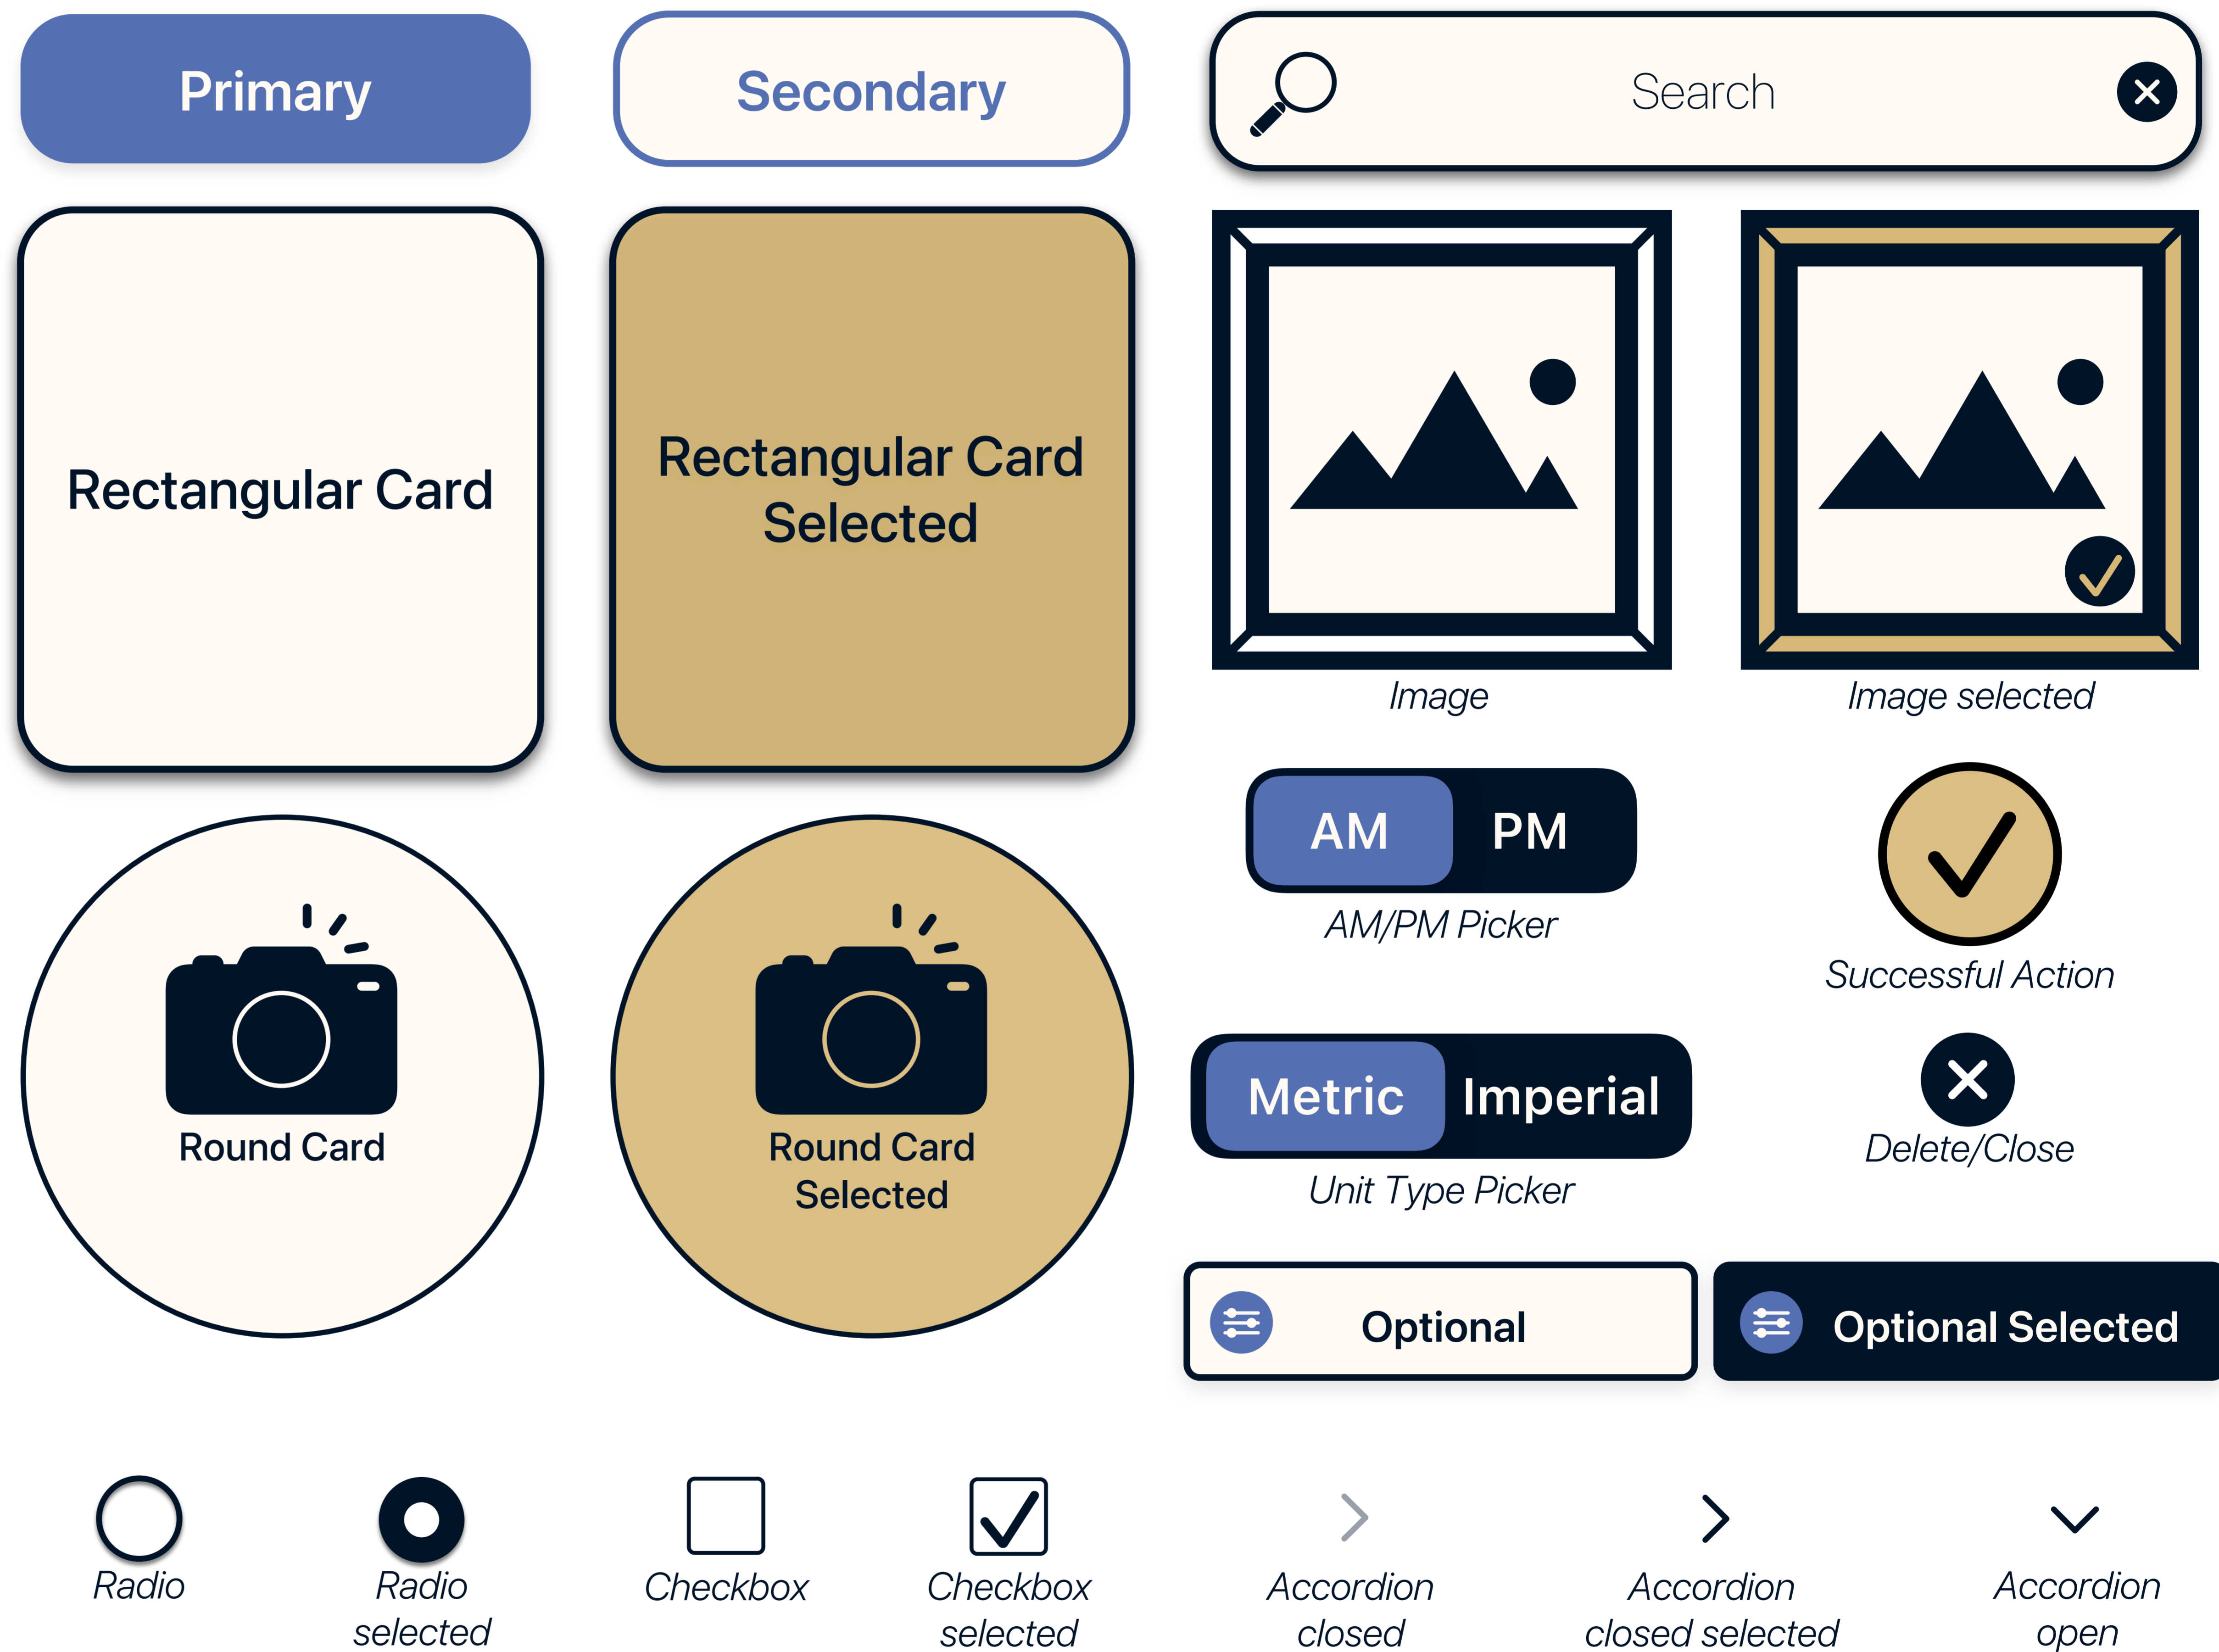 Primary
Secondary
Search
Rectangular Card
Rectangular Card
Selected
Image
Image selected
AM
PM
AM/PM Picker
Successful Action
Round Card
Round Card
Selected
Metric
Imperial
Unit Type Picker
Delete/Close
Optional
Optional Selected
Radio
Radio
selected
Checkbox
Checkbox
selected
Accordion
closed
Accordion
closed selected
Accordion
open